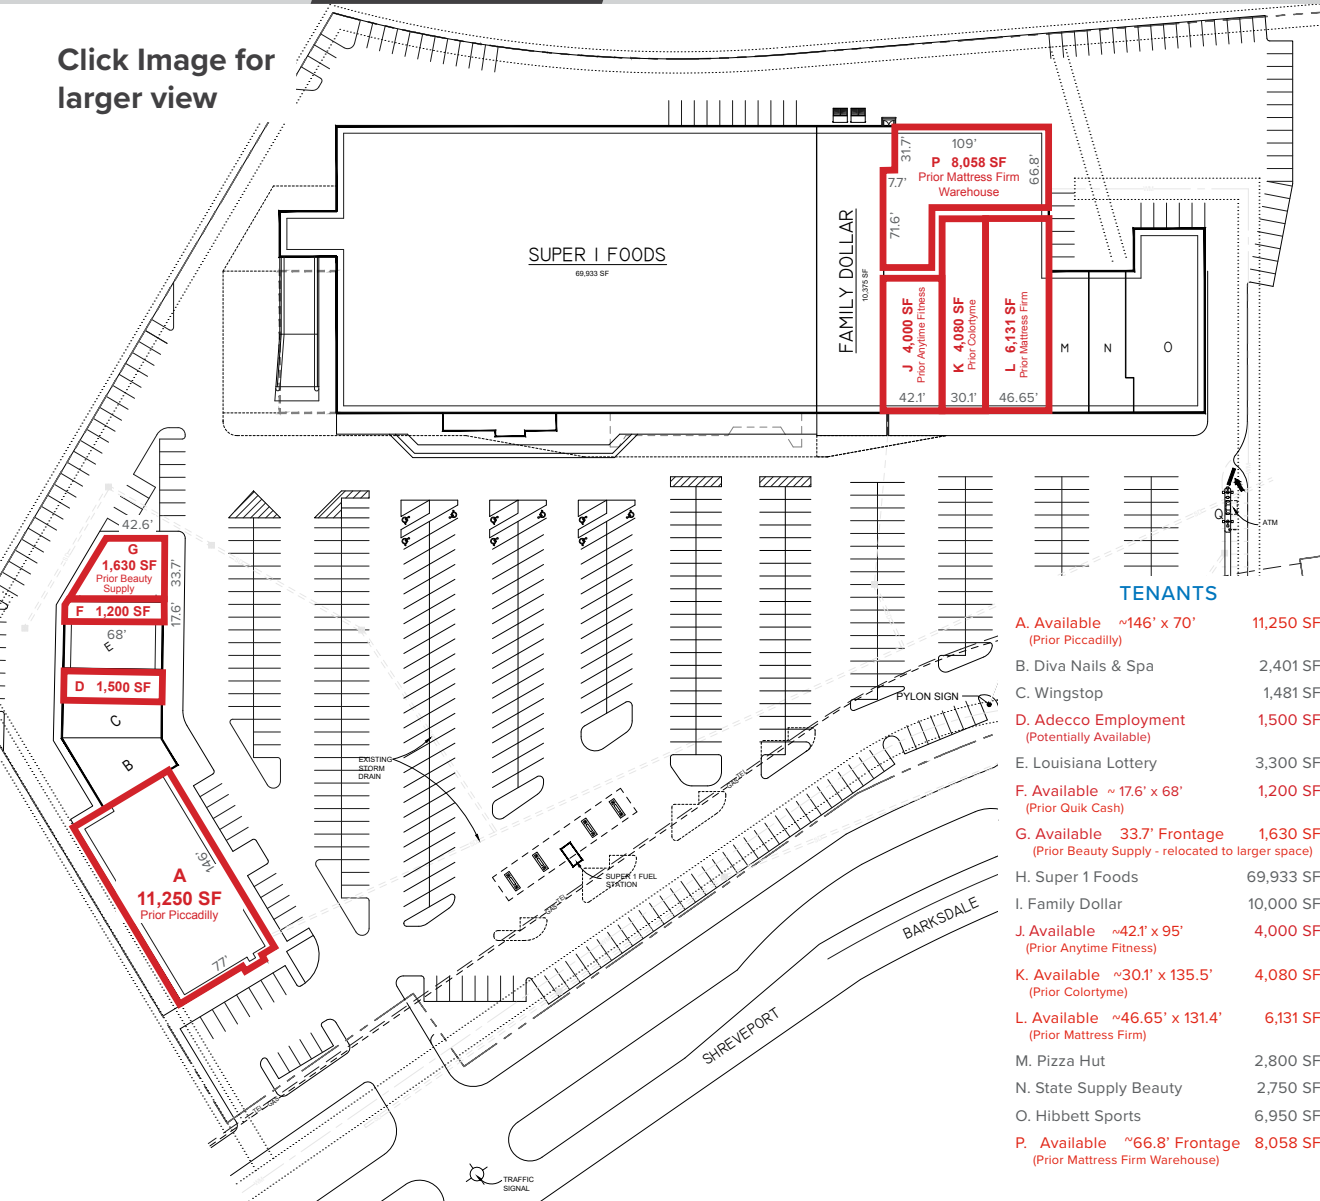 Click Image for
larger view
109'
31.7'
P 8,058 SF
Prior Mattress Firm
Warehouse
66.8'
7.7'
71.6'
SUPER 1 FOODS
69,933 SF
FAMILY DOLLAR
10,375 SF
J 4,000 SF
Prior Anytime Fitness
42.1'
K 4,080 SF
Prior Colortyme
30.1'
L 6,131 SF
Prior Mattress Firm
46.65'
M
N
O
42.6'
G
1,630 SF
Prior Beauty
Supply
33.7'
F 1,200 SF
17.6'
68'
E
D 1,500 SF
C
B
A
11,250 SF
Prior Piccadilly
146'
77'
Q
ATM
PYLON SIGN
EXISTING
STORM
DRAIN
SUPER 1 FUEL
STATION
SHREVEPORT
BARKSDALE
TRAFFIC
SIGNAL
TENANTS
A. Available ~146' x 70' 11,250 SF
(Prior Piccadilly)
B. Diva Nails & Spa 2,401 SF
C. Wingstop 1,481 SF
D. Adecco Employment 1,500 SF
(Potentially Available)
E. Louisiana Lottery 3,300 SF
F. Available ~ 17.6' x 68' 1,200 SF
(Prior Quik Cash)
G. Available 33.7' Frontage 1,630 SF
(Prior Beauty Supply - relocated to larger space)
H. Super 1 Foods 69,933 SF
I. Family Dollar 10,000 SF
J. Available ~42.1' x 95' 4,000 SF
(Prior Anytime Fitness)
K. Available ~30.1' x 135.5' 4,080 SF
(Prior Colortyme)
L. Available ~46.65' x 131.4' 6,131 SF
(Prior Mattress Firm)
M. Pizza Hut 2,800 SF
N. State Supply Beauty 2,750 SF
O. Hibbett Sports 6,950 SF
P. Available ~66.8' Frontage 8,058 SF
(Prior Mattress Firm Warehouse)